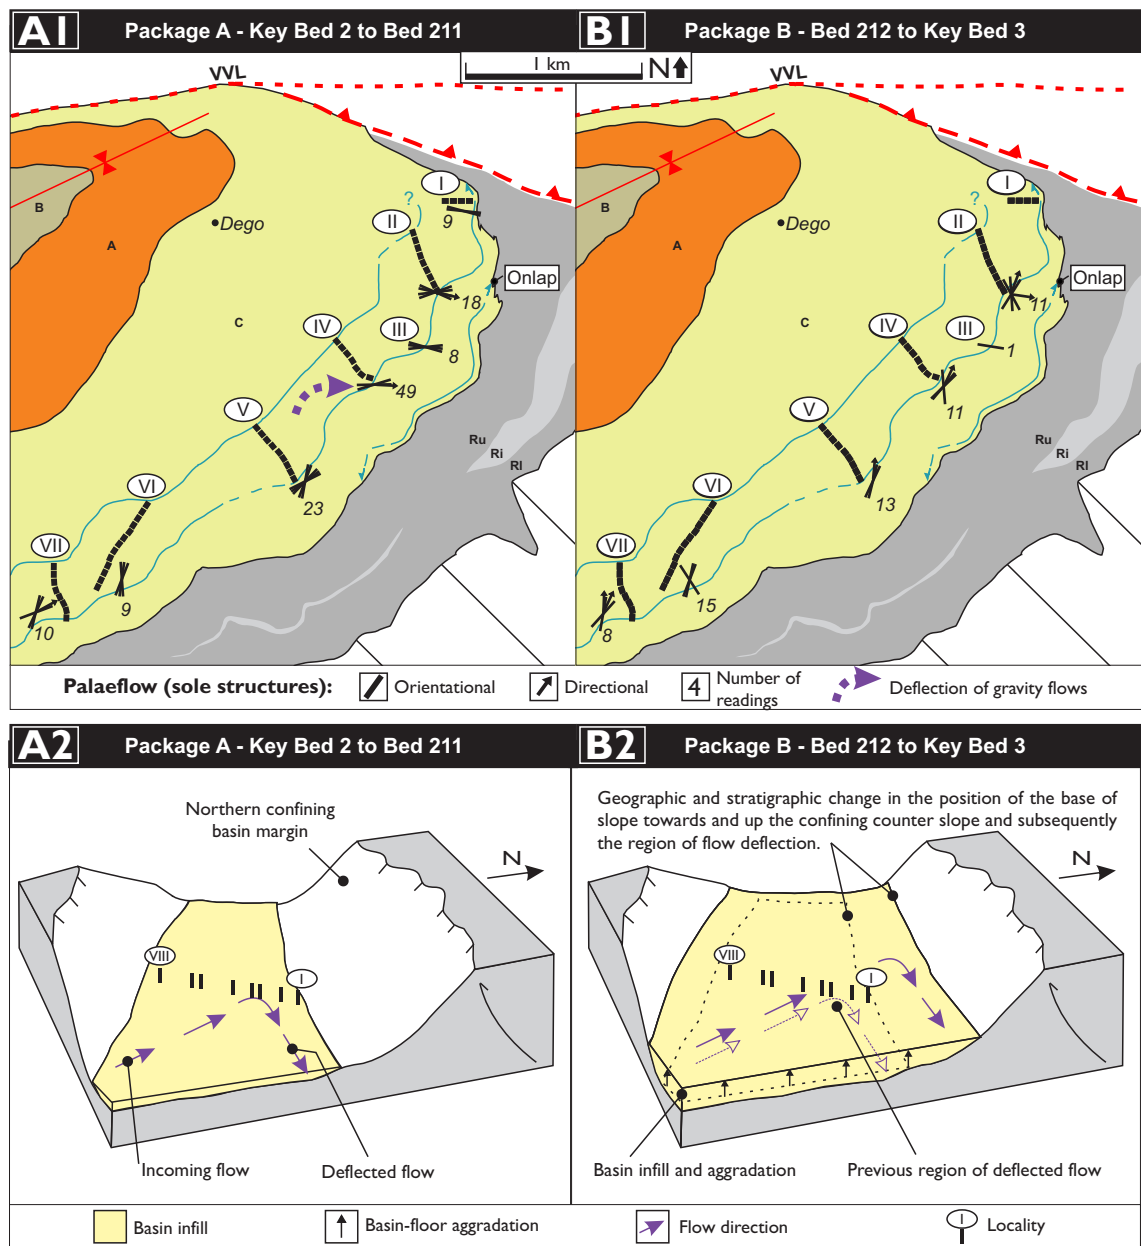 A1 Package A - Key Bed 2 to Bed 211
B1 Package B - Bed 212 to Key Bed 3
1 km N
VVL
B
A
Dego
C
?
I
9
II
Onlap
18
IV
III
8
49
V
Ru
Ri
RI
VI
23
VII
9
10
VVL
B
A
Dego
C
?
I
II
Onlap
11
IV
III
1
11
V
Ru
Ri
RI
VI
13
VII
15
8
Palaeflow (sole structures):
Orientational
Directional
4 Number of
readings
Deflection of gravity flows
A2 Package A - Key Bed 2 to Bed 211
Northern confining
basin margin
N
VIII
I
Incoming flow
Deflected flow
B2 Package B - Bed 212 to Key Bed 3
Geographic and stratigraphic change in the position of the base of
slope towards and up the confining counter slope and subsequently
the region of flow deflection.
N
VIII
I
Basin infill and aggradation
Previous region of deflected flow
Basin infill
Basin-floor aggradation
Flow direction
I Locality